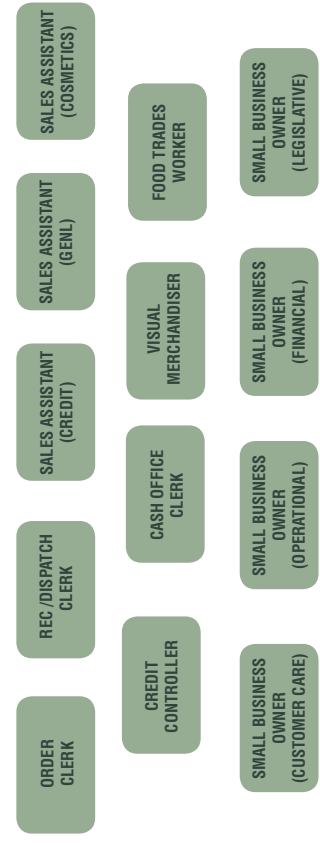 ORDER
CLERK
REC /DISPATCH
CLERK
SALES ASSISTANT
(CREDIT)
SALES ASSISTANT
(GENL)
SALES ASSISTANT
(COSMETICS)
CREDIT
CONTROLLER
CASH OFFICE
CLERK
VISUAL
MERCHANDISER
FOOD TRADES
WORKER
SMALL BUSINESS
OWNER
(CUSTOMER CARE)
SMALL BUSINESS
OWNER
(OPERATIONAL)
SMALL BUSINESS
OWNER
(FINANCIAL)
SMALL BUSINESS
OWNER
(LEGISLATIVE)